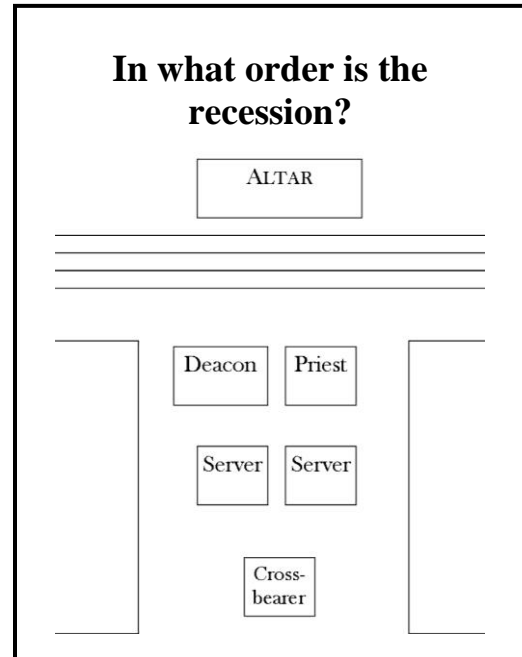 In what order is the
recession?
ALTAR
Deacon Priest
Server Server
Cross-
bearer